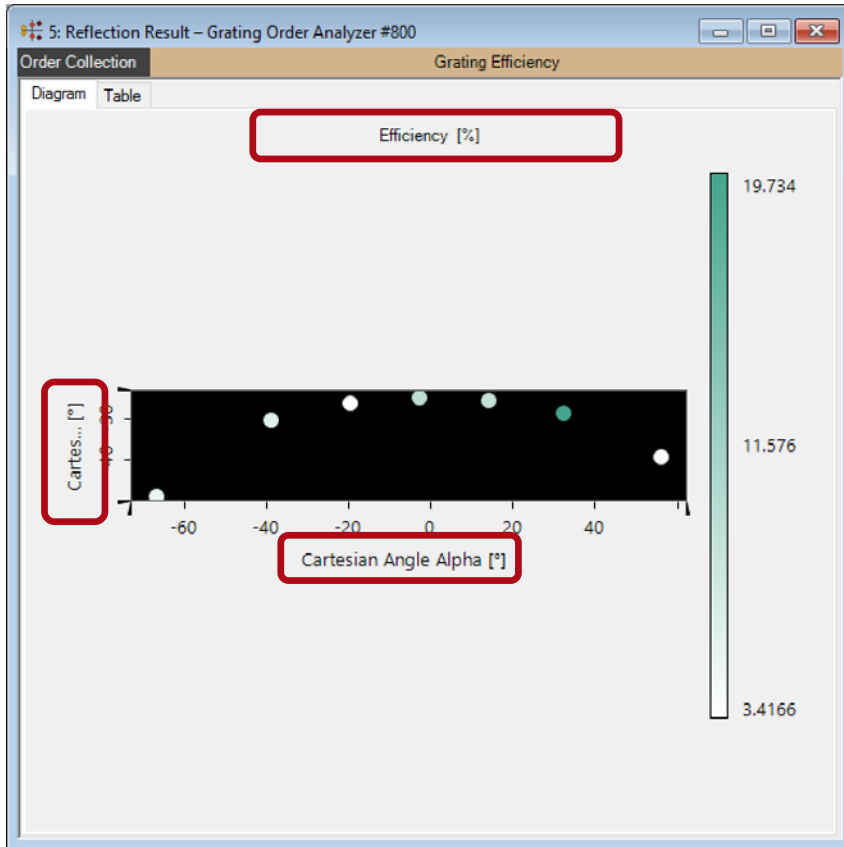 5: Reflection Result – Grating Order Analyzer #800
Order Collection
Grating Efficiency
Diagram
Table
Efficiency [%]
19.734
11.576
3.4166
Cartes... [°]
40
-60
-40
-20
0
20
40
Cartesian Angle Alpha [°]